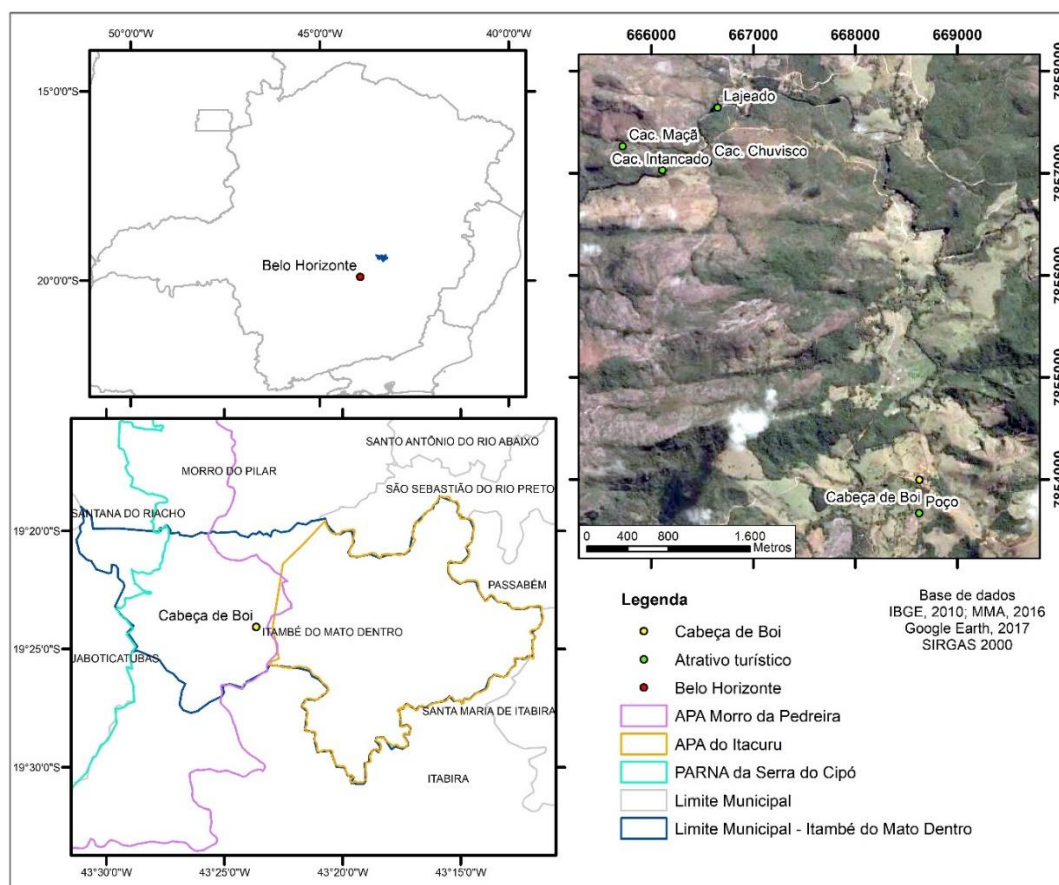 50°0'0"W
45°0'0"W
40°0'0"W
15°0'0"S
20°0'0"S
Belo Horizonte
666000
667000
668000
669000
7858000
7857000
7856000
7855000
7854000
Lajeado
Cac. Maçã
Cac. Chuvisco
Cac. Intancado
Cabeça de Boi
Poço
0 400 800 1.600
Metros
SANTO ANTÔNIO DO RIO ABAIXO
MORRO DO PILAR
SÃO SEBASTIÃO DO RIO PRETO
SANTANA DO RIACHO
PASSABÉM
Cabeça de Boi
ITAMBÉ DO MATO DENTRO
JABOTICATUBAS
SANTA MARIA DE ITABIRA
ITABIRA
19°20'0"S
19°25'0"S
19°30'0"S
43°30'0"W
43°25'0"W
43°20'0"W
43°15'0"W
Legenda
Cabeça de Boi
Atrativo turístico
Belo Horizonte
APA Morro da Pedreira
APA do Itacuru
PARNA da Serra do Cipó
Limite Municipal
Limite Municipal - Itambé do Mato Dentro
Base de dados
IBGE, 2010; MMA, 2016
Google Earth, 2017
SIRGAS 2000